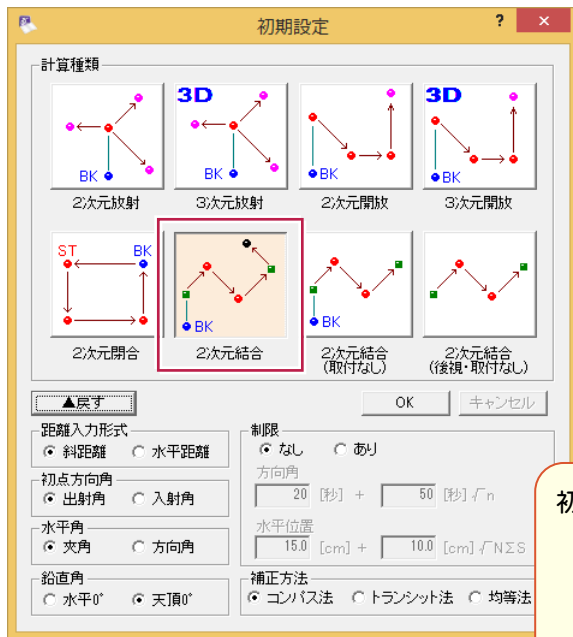 初期設定
?
×
計算種類
BK
3D
BK
BK
3D
BK
2次元放射
3次元放射
2次元開放
3次元開放
ST BK
BK
BK
2次元閉合
2次元結合
2次元結合
(取付なし)
2次元結合
(後視・取付なし)
▲戻す
OK
キャンセル
距離入力形式
斜距離 水平距離
初点方向角
出射角 入射角
水平角
夾角 方向角
鉛直角
水平0° 天頂0°
制限
なし あり
方向角
20 [秒] + 50 [秒]√n
水平位置
15.0 [cm] + 10.0 [cm]√NΣS
補正方法
コンパス法 トランシット法 均等法
初